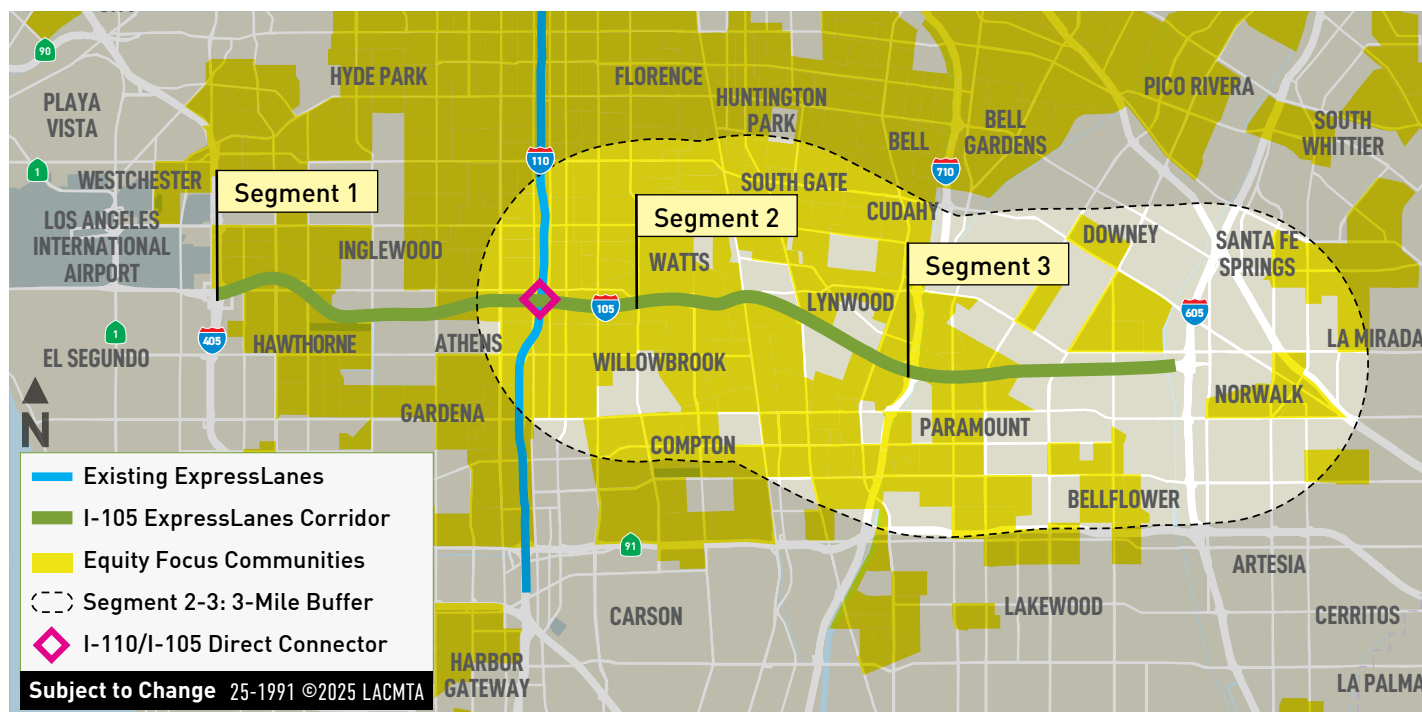 90
HYDE PARK
FLORENCE
PICO RIVERA
PLAYA
VISTA
HUNTINGTON
PARK
BELL
GARDENS
SOUTH
WHITTIER
BELL
110
710
1
WESTCHESTER
Segment 1
SOUTH GATE
CUDAHY
LOS ANGELES
INTERNATIONAL
AIRPORT
INGLEWOOD
Segment 2
WATTS
DOWNEY
SANTA FE
SPRINGS
Segment 3
LYNWOOD
105
605
1
405
EL SEGUNDO
HAWTHORNE
ATHENS
WILLOWBROOK
LA MIRADA
NORWALK
N
GARDENA
COMPTON
PARAMOUNT
BELLFLOWER
91
ARTESIA
CARSON
LAKEWOOD
CERRITOS
HARBOR
GATEWAY
LA PALMA
Existing ExpressLanes
I-105 ExpressLanes Corridor
Equity Focus Communities
Segment 2-3: 3-Mile Buffer
I-110/I-105 Direct Connector
Subject to Change 25-1991 ©2025 LACMTA